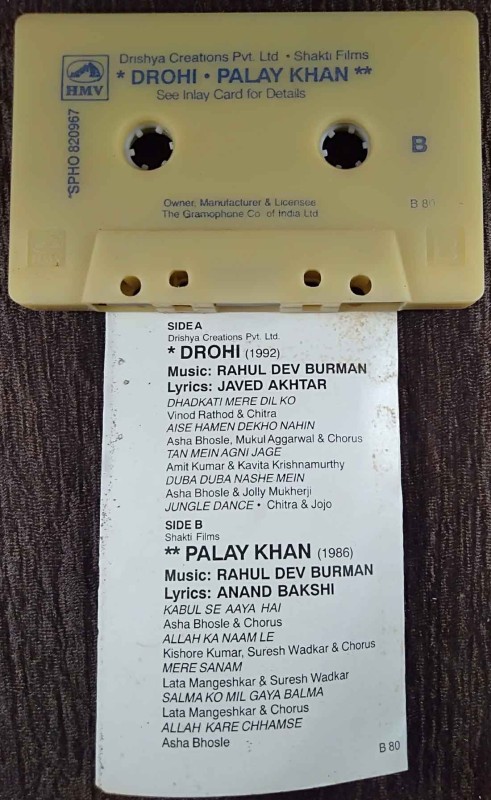 Drishya Creations Pvt. Ltd • Shakti Films
* DROHI • PALAY KHAN **
See Inlay Card for Details
HMV
*SPHO 820967
B
Owner, Manufacturer & Licensee
The Gramophone Co. of India Ltd
B 80
SIDE A
Drishya Creations Pvt. Ltd.
* DROHI (1992)
Music: RAHUL DEV BURMAN
Lyrics: JAVED AKHTAR
DHADKATI MERE DIL KO
Vinod Rathod & Chitra
AISE HAMEN DEKHO NAHIN
Asha Bhosle, Mukul Aggarwal & Chorus
TAN MEIN AGNI JAGE
Amit Kumar & Kavita Krishnamurthy
DUBA DUBA NASHE MEIN
Asha Bhosle & Jolly Mukherji
JUNGLE DANCE • Chitra & Jojo
SIDE B
Shakti Films
** PALAY KHAN (1986)
Music: RAHUL DEV BURMAN
Lyrics: ANAND BAKSHI
KABUL SE AAYA HAI
Asha Bhosle & Chorus
ALLAH KA NAAM LE
Kishore Kumar, Suresh Wadkar & Chorus
MERE SANAM
Lata Mangeshkar & Suresh Wadkar
SALMA KO MIL GAYA BALMA
Lata Mangeshkar & Chorus
ALLAH KARE CHHAMSE
Asha Bhosle
B 80